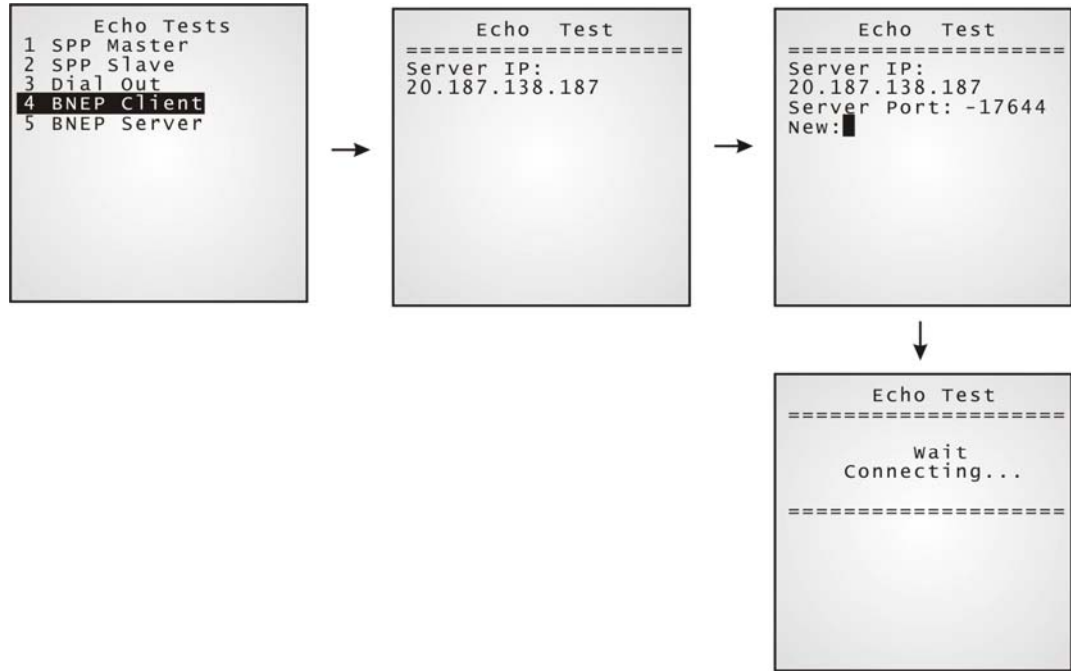 Echo Tests
1 SPP Master
2 SPP Slave
3 Dial Out
4 BNEP Client
5 BNEP Server
Echo Test
====================
Server IP:
20.187.138.187
Echo Test
====================
Server IP:
20.187.138.187
Server Port: -17644
New:
Echo Test
====================
Wait
Connecting...
====================